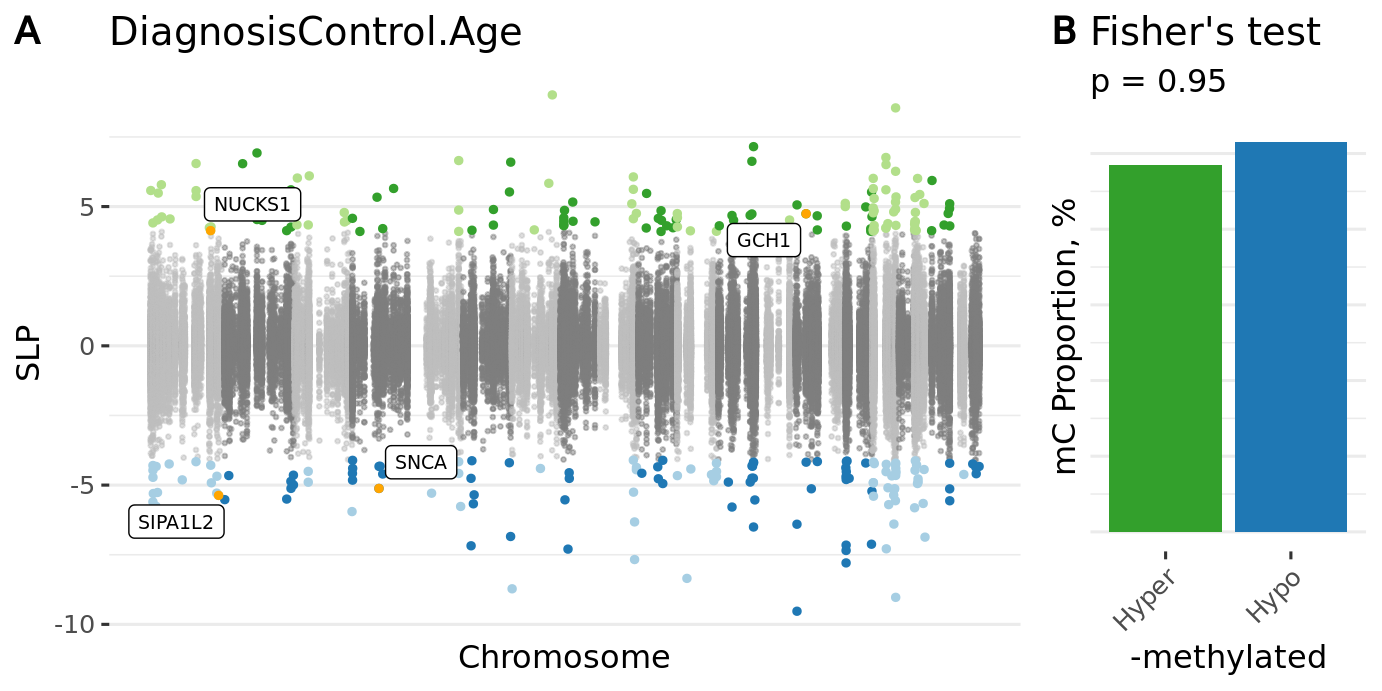 A DiagnosisControl.Age
SLP
5
0
-5
-10
NUCKS1
GCH1
SNCA
SIPA1L2
Chromosome
B Fisher's test
p = 0.95
mC Proportion, %
Hyper
Hypo
-methylated